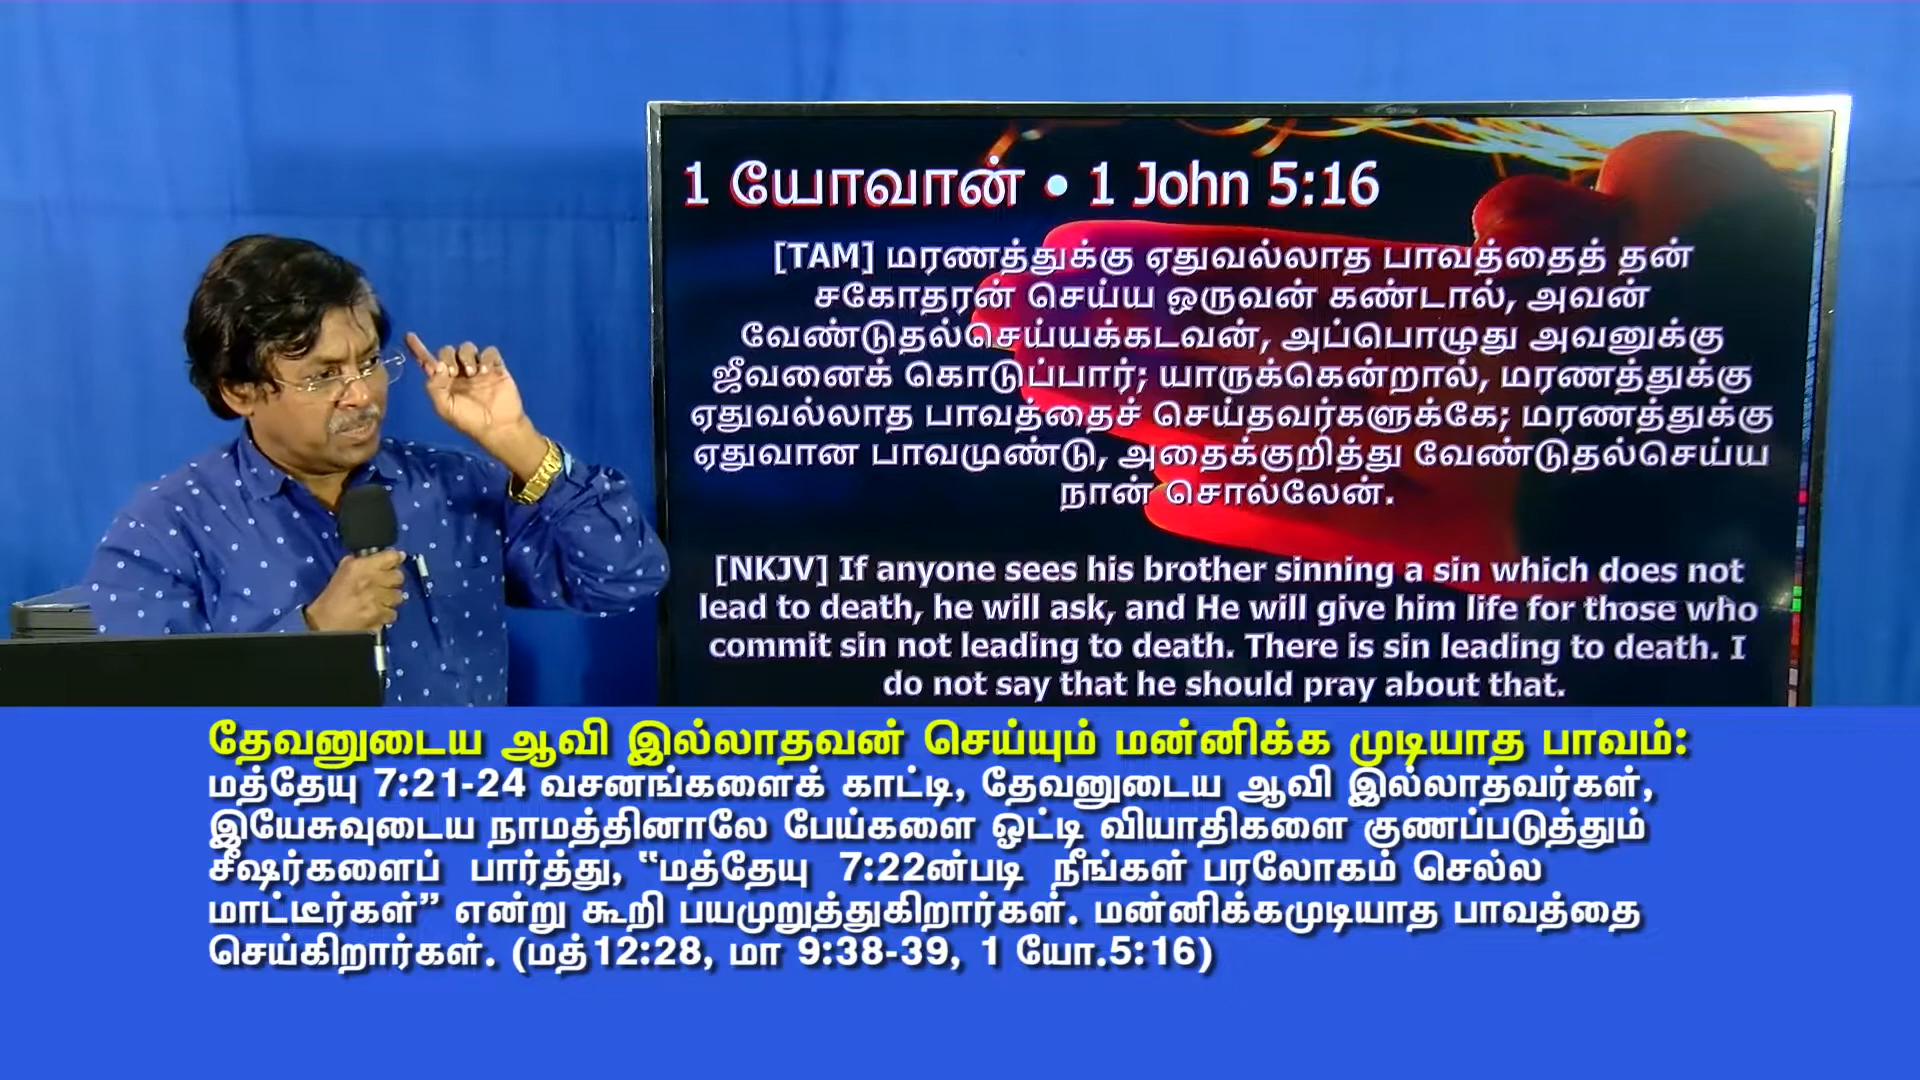 1 யோவான் • 1 John 5:16
[TAM] மரணத்துக்கு ஏதுவல்லாத பாவத்தைத் தன்
சகோதரன் செய்ய ஒருவன் கண்டால், அவன்
வேண்டுதல்செய்யக்கடவன், அப்பொழுது அவனுக்கு
ஜீவனைக் கொடுப்பார்; யாருக்கென்றால், மரணத்துக்கு
ஏதுவல்லாத பாவத்தைச் செய்தவர்களுக்கே; மரணத்துக்கு
ஏதுவான பாவமுண்டு, அதைக்குறித்து வேண்டுதல்செய்ய
நான் சொல்லேன்.
[NKJV] If anyone sees his brother sinning a sin which does not
lead to death, he will ask, and He will give him life for those who
commit sin not leading to death. There is sin leading to death. I
do not say that he should pray about that.
தேவனுடைய ஆவி இல்லாதவன் செய்யும் மன்னிக்க முடியாத பாவம்:
மத்தேயு 7:21-24 வசனங்களைக் காட்டி, தேவனுடைய ஆவி இல்லாதவர்கள்,
இயேசுவுடைய நாமத்தினாலே பேய்களை ஓட்டி வியாதிகளை குணப்படுத்தும்
சீஷர்களைப் பார்த்து, “மத்தேயு 7:22ன்படி நீங்கள் பரலோகம் செல்ல
மாட்டீர்கள்” என்று கூறி பயமுறுத்துகிறார்கள். மன்னிக்கமுடியாத பாவத்தை
செய்கிறார்கள். (மத்12:28, மா 9:38-39, 1 யோ.5:16)